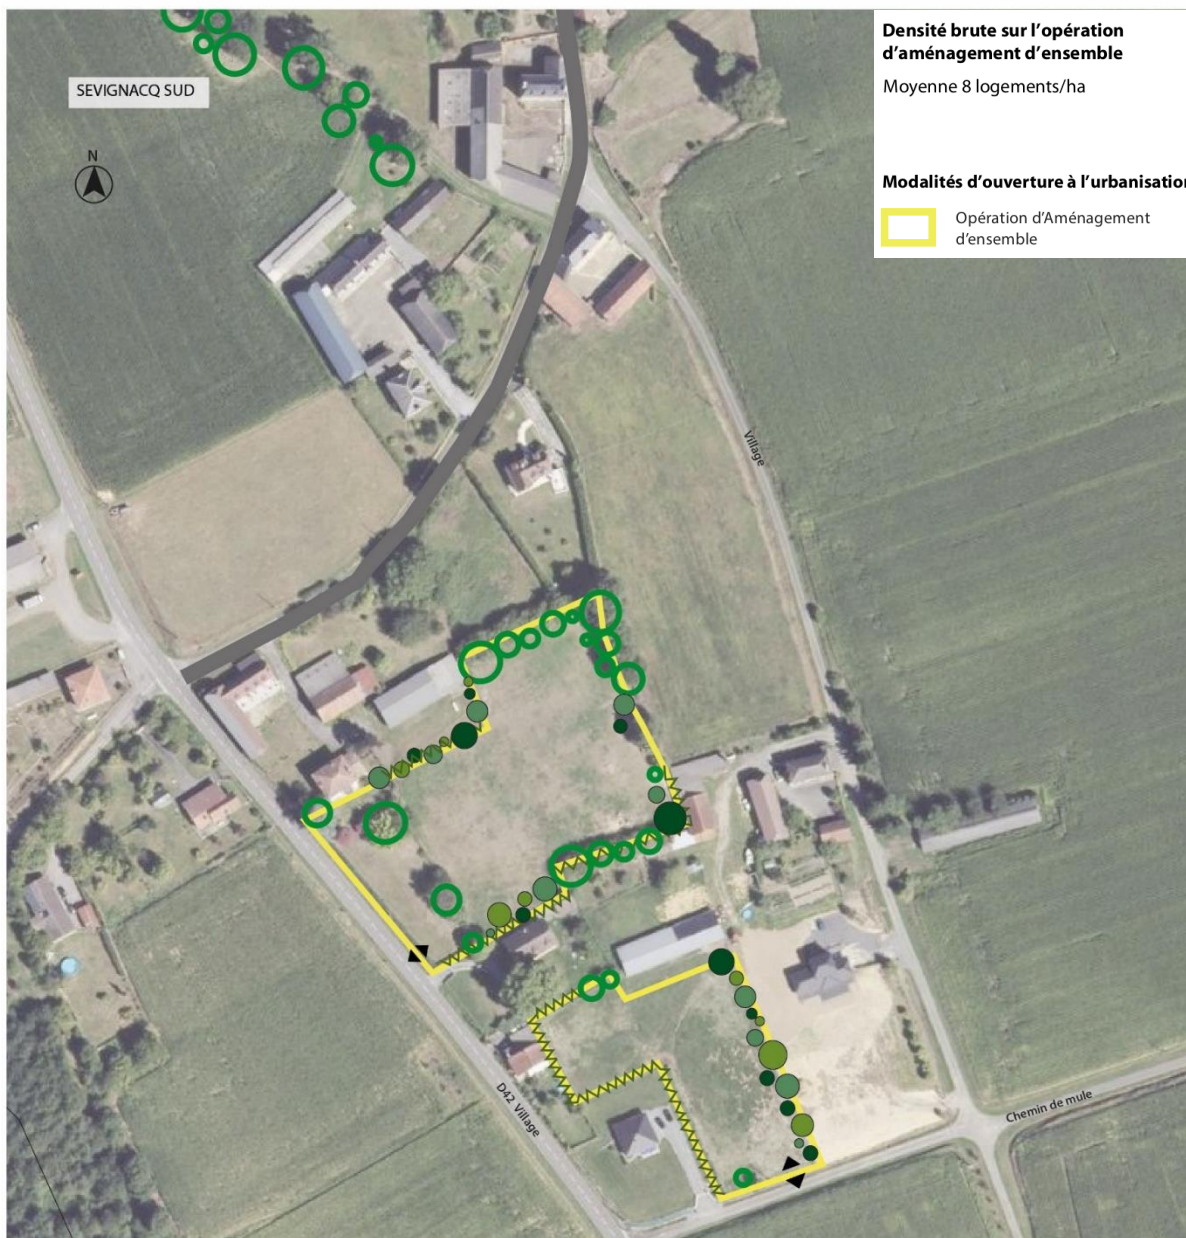 Densité brute sur l’opération
d’aménagement d’ensemble
Moyenne 8 logements/ha
SEVIGNACQ SUD
N
Modalités d’ouverture à l’urbanisation
Opération d’Aménagement
d’ensemble
Village
D42 Village
Chemin de mule